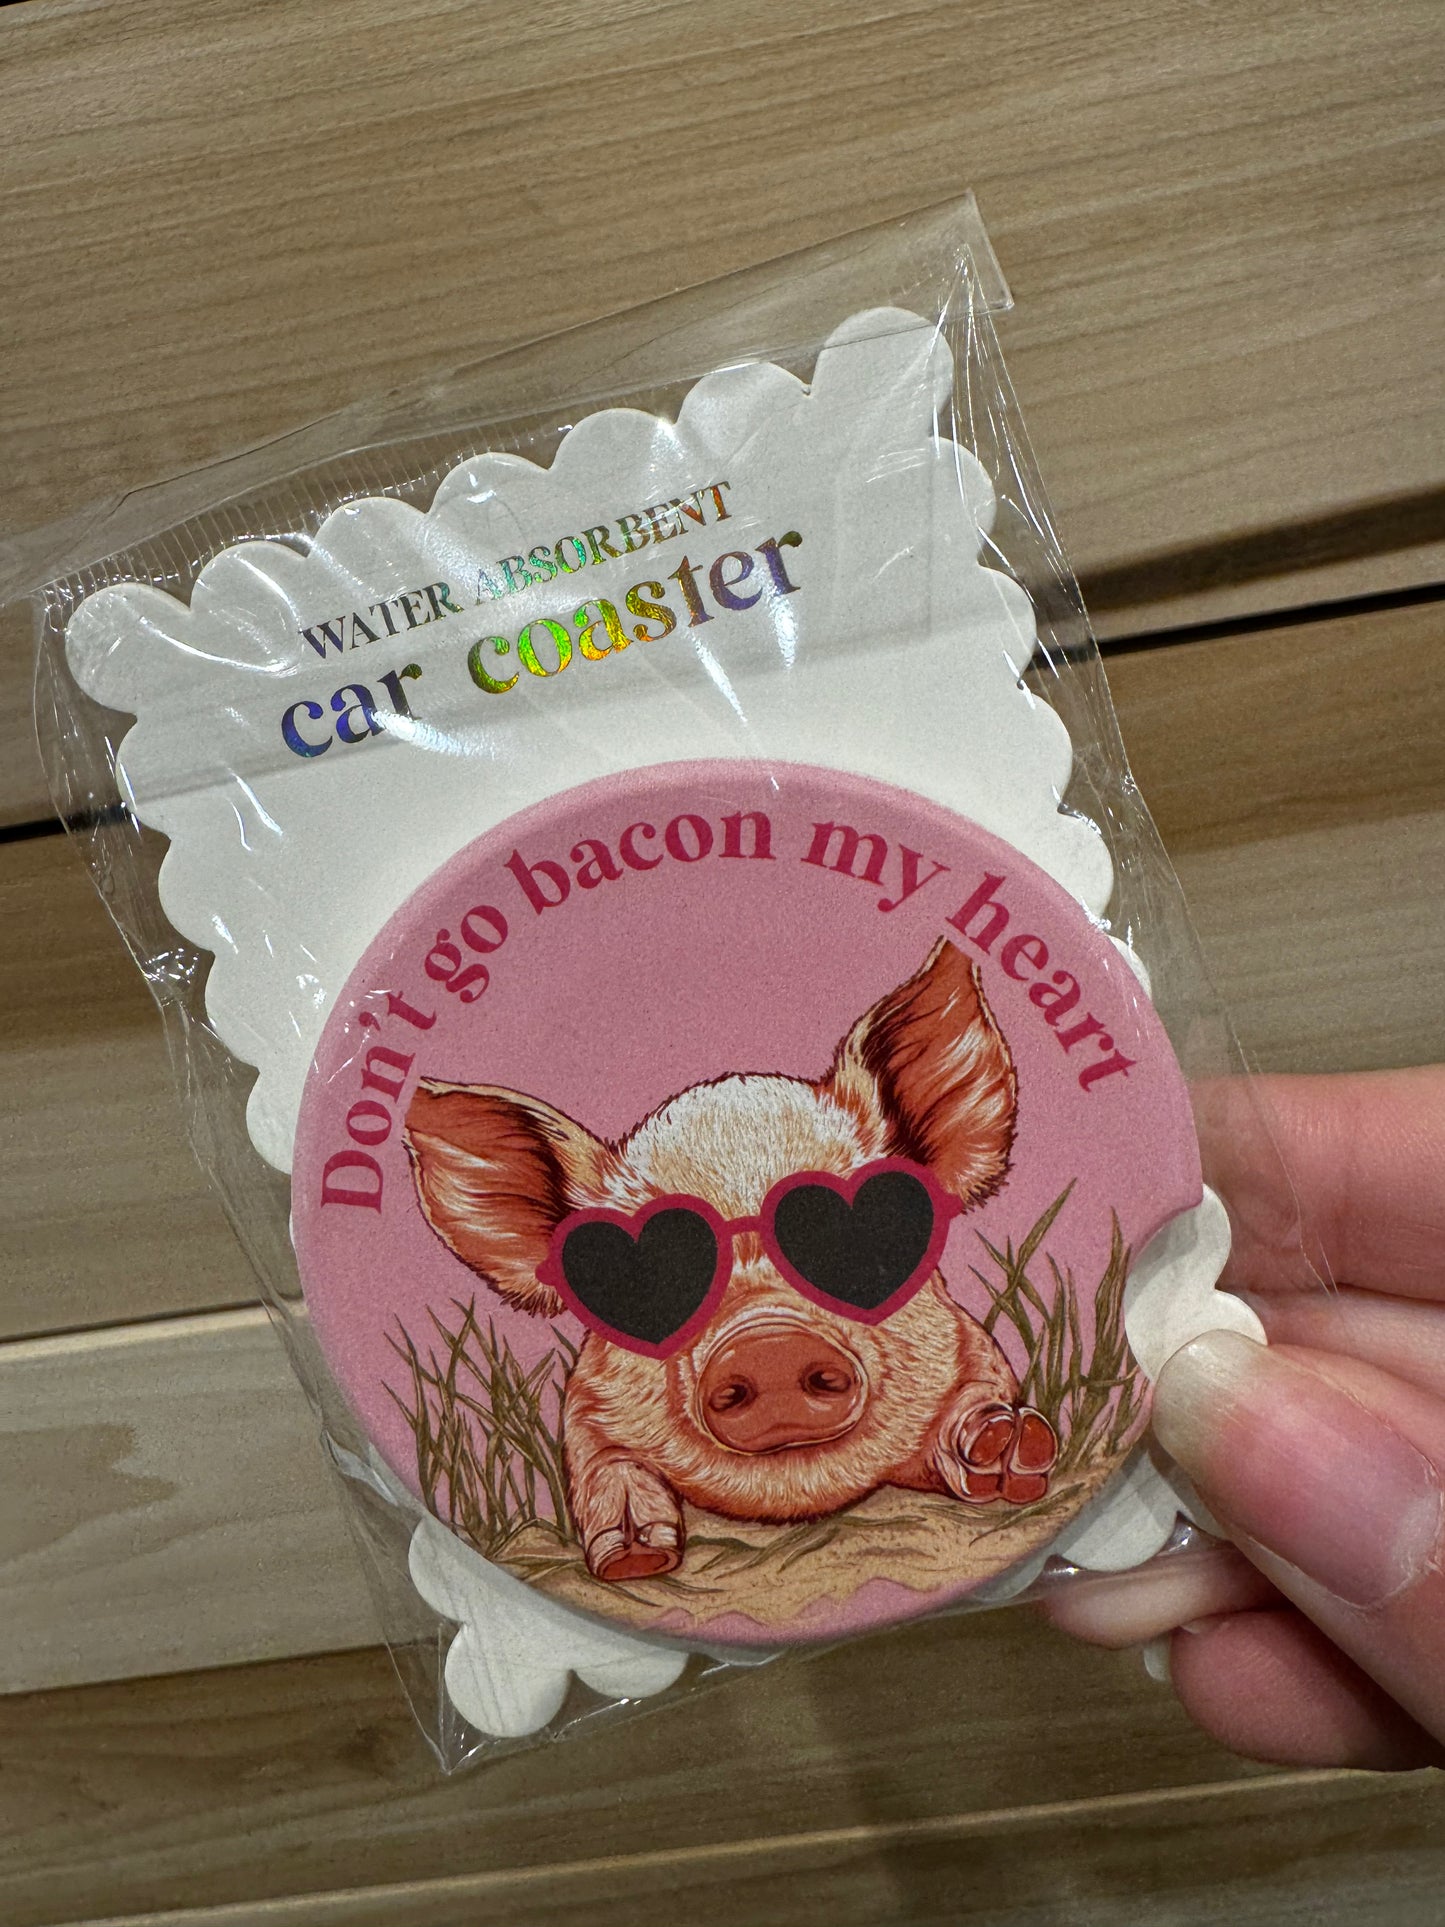 WATER ABSORBENT
car coaster
Don't go bacon my heart